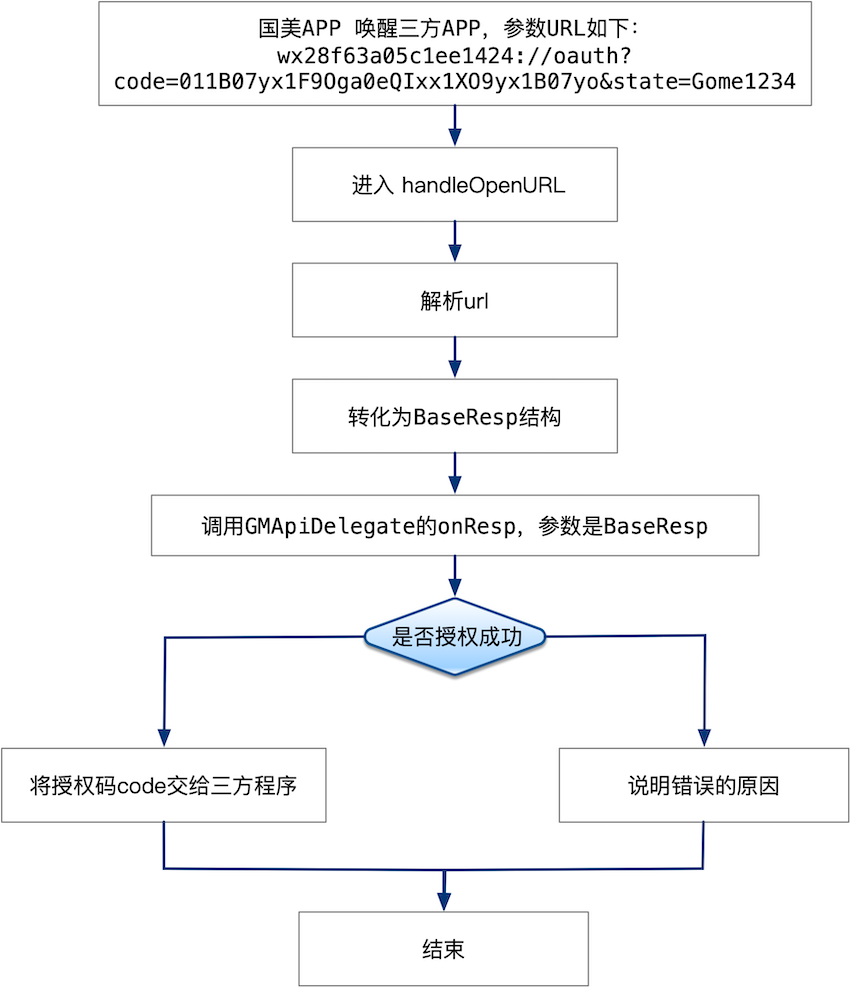 国美APP 唤醒三方APP，参数URL如下：
wx28f63a05c1ee1424://oauth?
code=011B07yx1F9Oga0eQIxx1XO9yx1B07yo&state=Gome1234
进入 handleOpenURL
解析url
转化为BaseResp结构
调用GMApiDelegate的onResp，参数是BaseResp
是否授权成功
将授权码code交给三方程序
说明错误的原因
结束